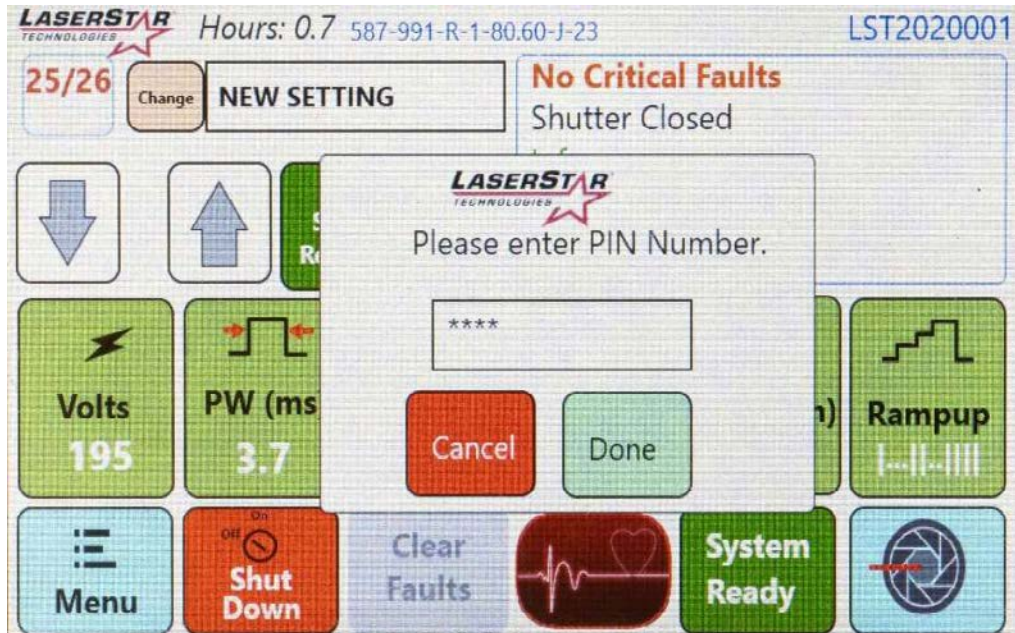 LASERSTAR
TECHNOLOGIES
Hours: 0.7
587-991-R-1-80.60-J-23
LST2020001
25/26
Change
NEW SETTING
No Critical Faults
Shutter Closed
LASERSTAR
TECHNOLOGIES
Please enter PIN Number.
****
Cancel
Done
Volts
195
PW (ms
3.7
Rampup
Menu
Off
On
Shut
Down
Clear
Faults
System
Ready